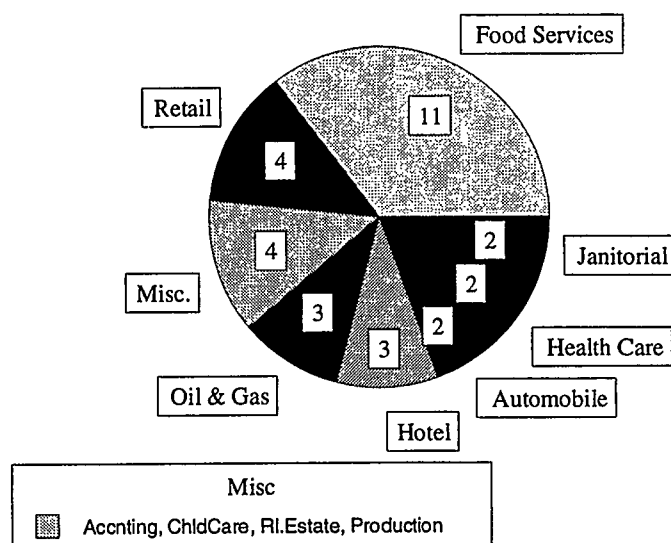 Food Services
Retail
11
4
2
Janitorial
4
2
Misc.
3
2
3
Health Care
Oil & Gas
Automobile
Hotel
Misc
Accnting, ChldCare, Rl.Estate, Production